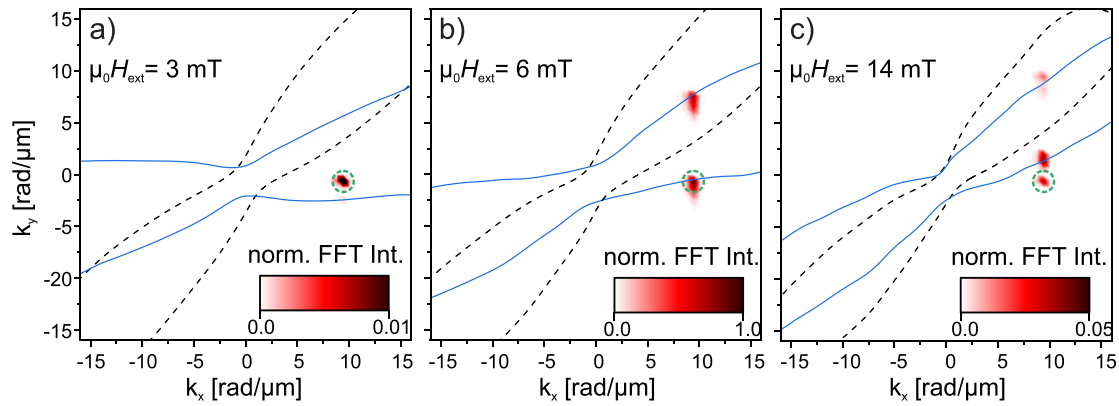 a)
μ₀Hext= 3 mT
15
10
5
0
-5
-20
-15
kᵧ [rad/μm]
norm. FFT Int.
0.0 0.01
-15 -10 -5 0 5 10 15
kₓ [rad/μm]
b)
μ₀Hext= 6 mT
norm. FFT Int.
0.0 1.0
-15 -10 -5 0 5 10 15
kₓ [rad/μm]
c)
μ₀Hext= 14 mT
norm. FFT Int.
0.0 0.05
-15 -10 -5 0 5 10 15
kₓ [rad/μm]